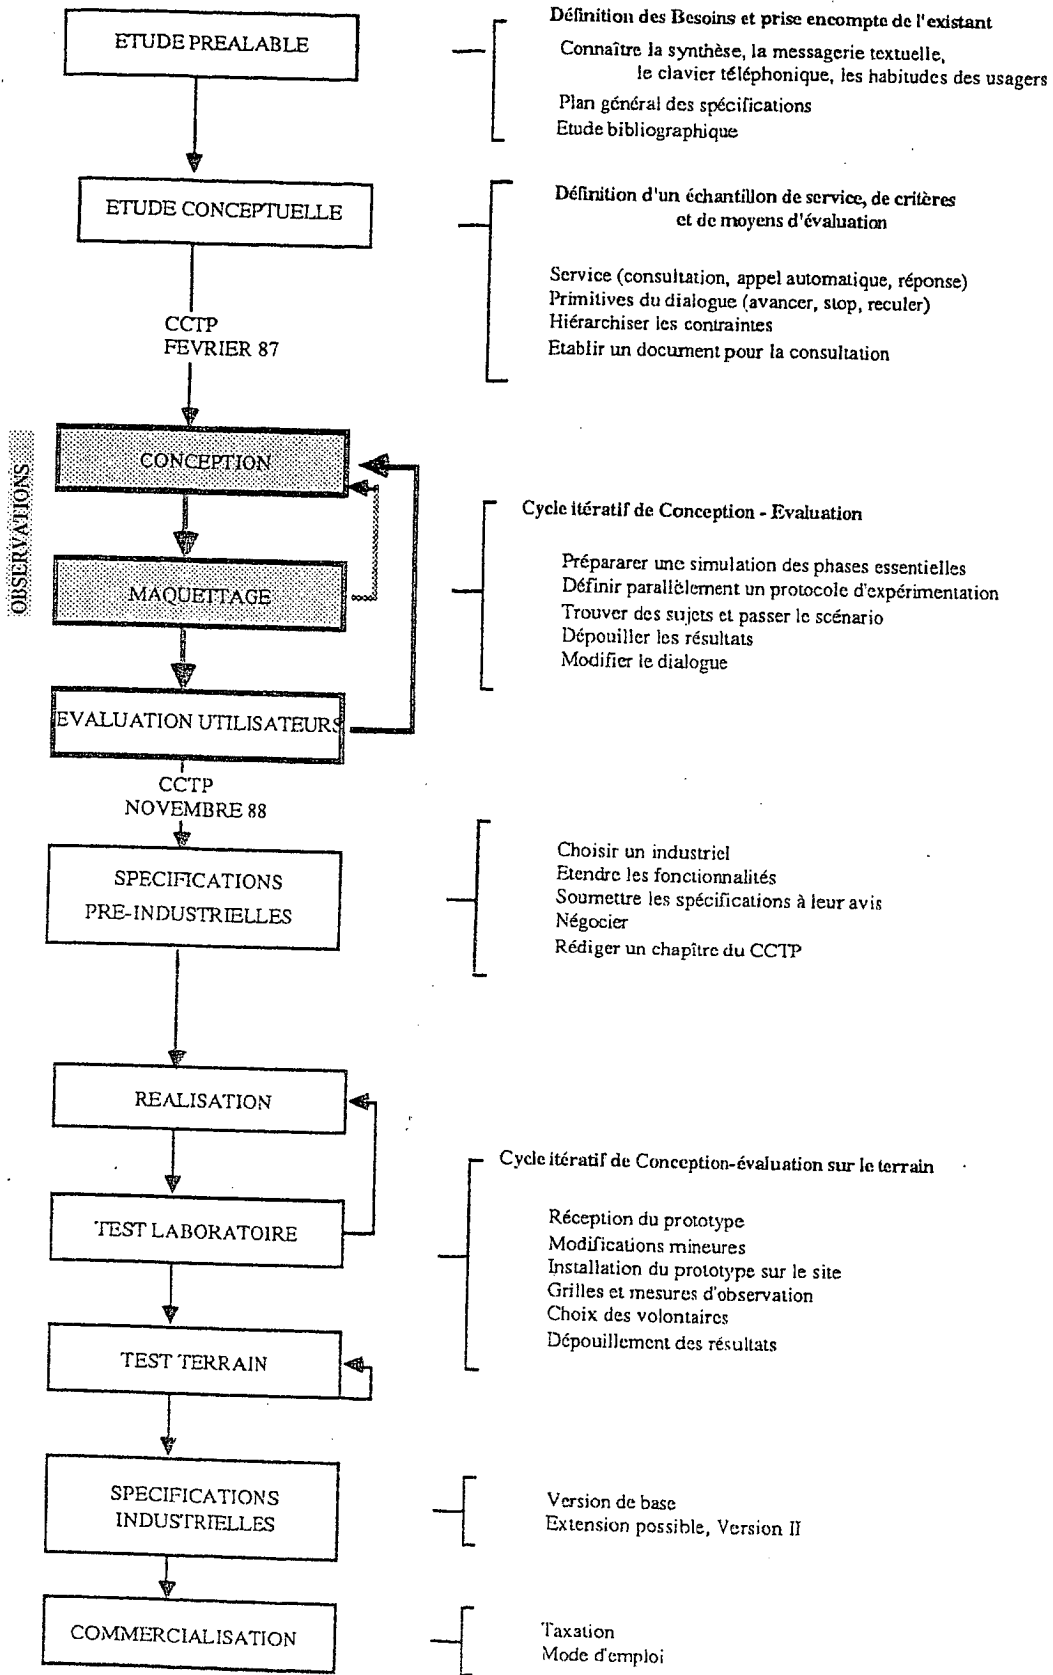 ETUDE PREALABLE
Définition des Besoins et prise encompte de l'existant
Connaître la synthèse, la messagerie textuelle,
le clavier téléphonique, les habitudes des usagers
Plan général des spécifications
Etude bibliographique
ETUDE CONCEPTUELLE
Définition d'un échantillon de service, de critères
et de moyens d'évaluation
Service (consultation, appel automatique, réponse)
Primitives du dialogue (avancer, stop, reculer)
Hiérarchiser les contraintes
Etablir un document pour la consultation
CCTP
FEVRIER 87
OBSERVATIONS
CONCEPTION
MAQUETTAGE
EVALUATION UTILISATEURS
Cycle itératif de Conception - Evaluation
Prépararer une simulation des phases essentielles
Définir parallèlement un protocole d'expérimentation
Trouver des sujets et passer le scénario
Dépouiller les résultats
Modifier le dialogue
CCTP
NOVEMBRE 88
SPECIFICATIONS
PRE-INDUSTRIELLES
Choisir un industriel
Etendre les fonctionnalités
Soumettre les spécifications à leur avis
Négocier
Rédiger un chapître du CCTP
REALISATION
TEST LABORATOIRE
TEST TERRAIN
Cycle itératif de Conception-évaluation sur le terrain
Réception du prototype
Modifications mineures
Installation du prototype sur le site
Grilles et mesures d'observation
Choix des volontaires
Dépouillement des résultats
SPECIFICATIONS
INDUSTRIELLES
Version de base
Extension possible, Version II
COMMERCIALISATION
Taxation
Mode d'emploi